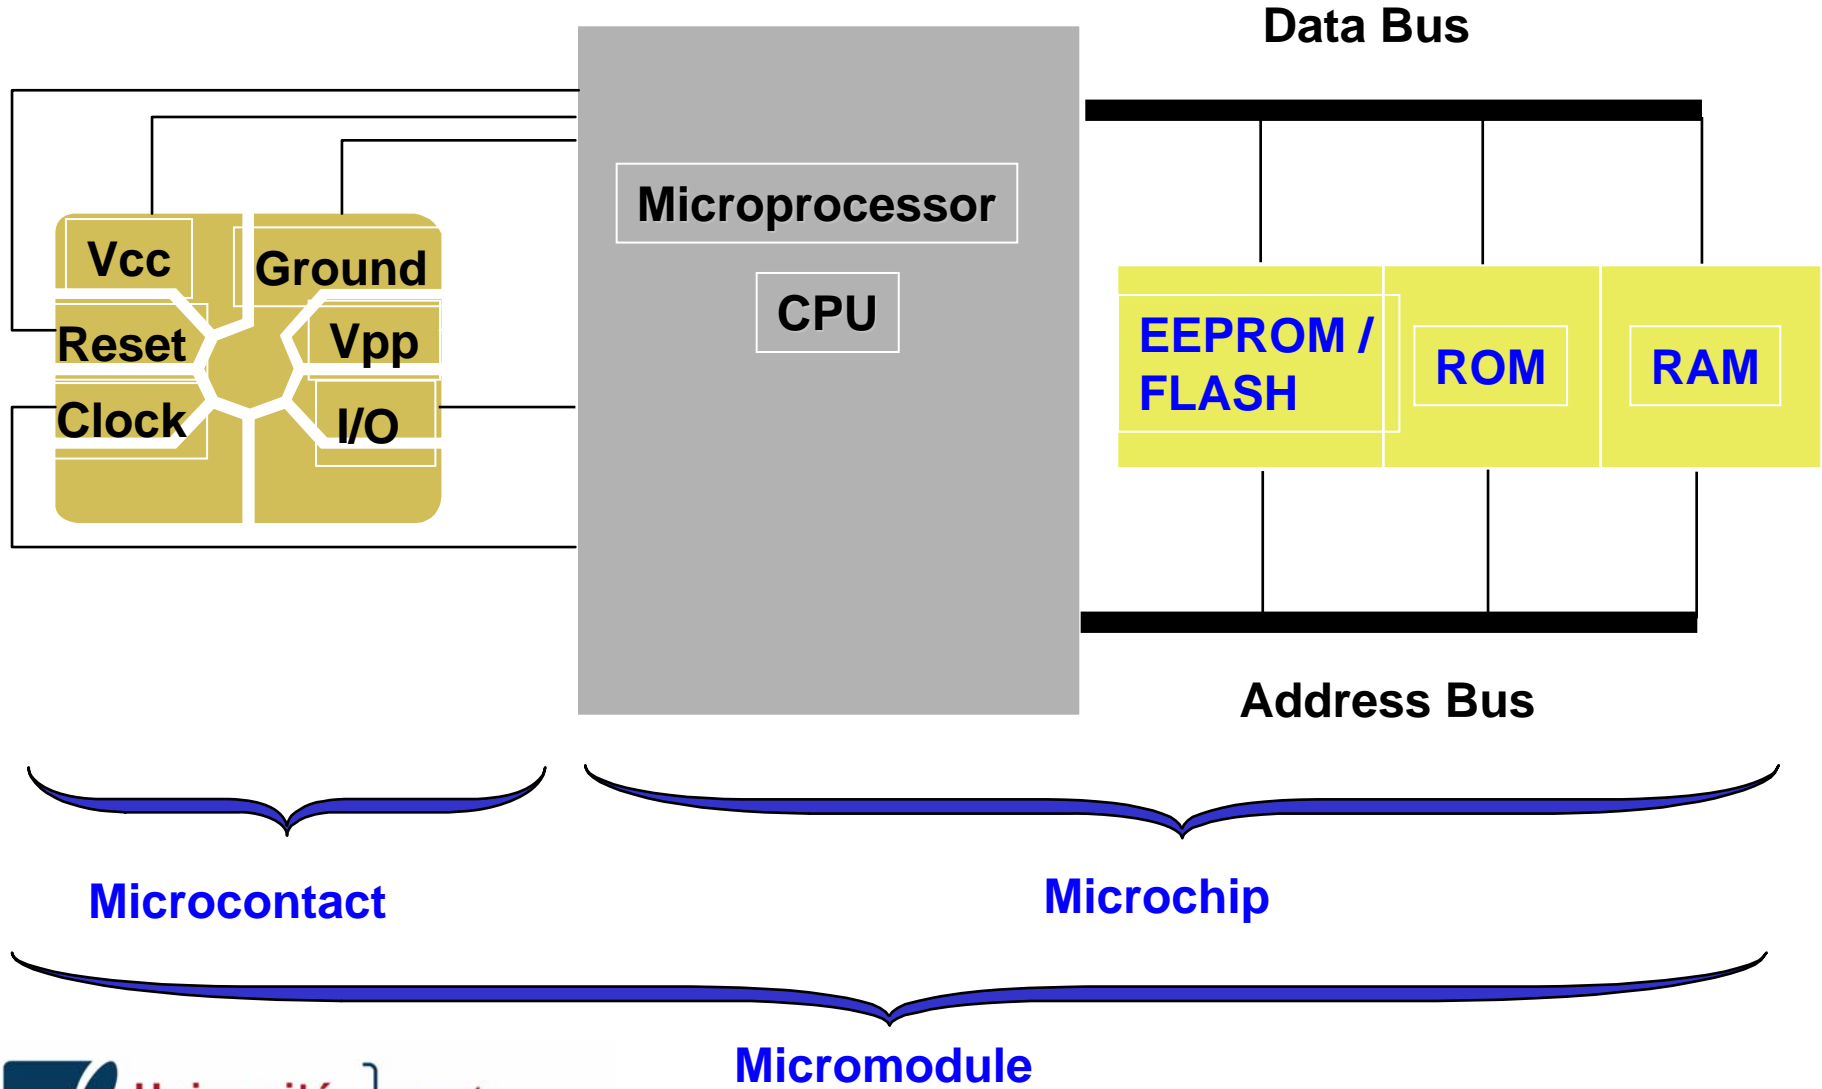 Data Bus
Microprocessor
CPU
Vcc
Ground
Reset
Vpp
Clock
I/O
EEPROM /
FLASH
ROM
RAM
Address Bus
Microcontact
Microchip
Micromodule